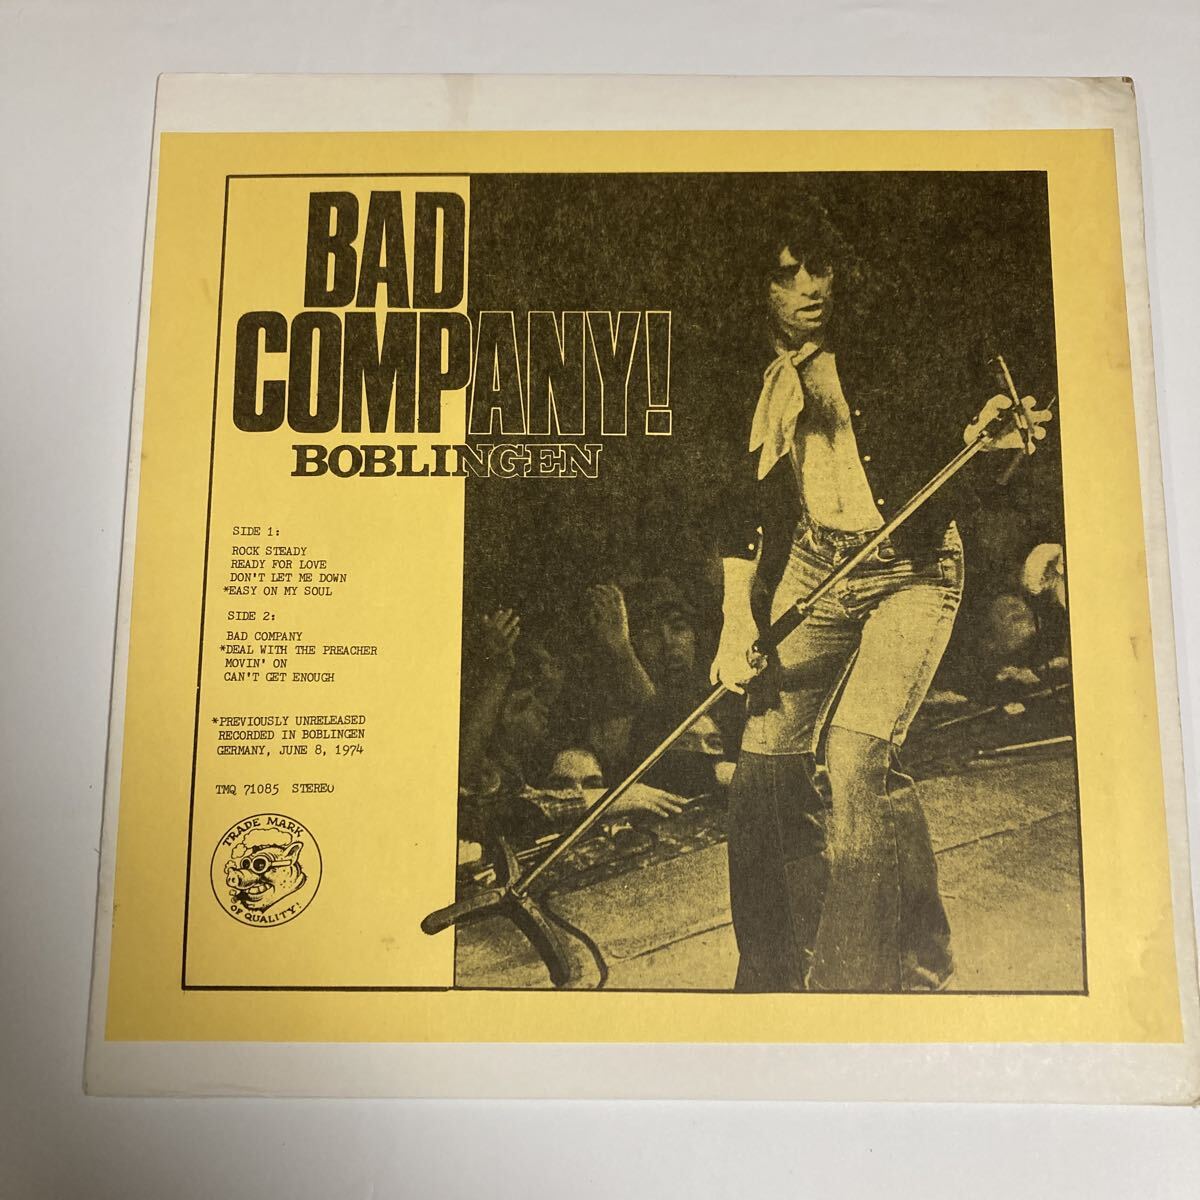 BAD
COMPANY!
BOBLINGEN
SIDE 1:
ROCK STEADY
READY FOR LOVE
DON'T LET ME DOWN
*EASY ON MY SOUL
SIDE 2:
BAD COMPANY
*DEAL WITH THE PREACHER
MOVIN' ON
CAN'T GET ENOUGH
*PREVIOUSLY UNRELEASED
RECORDED IN BOBLINGEN
GERMANY, JUNE 8, 1974
TMQ 71085 STEREO
TRADE MARK
OF QUALITY!